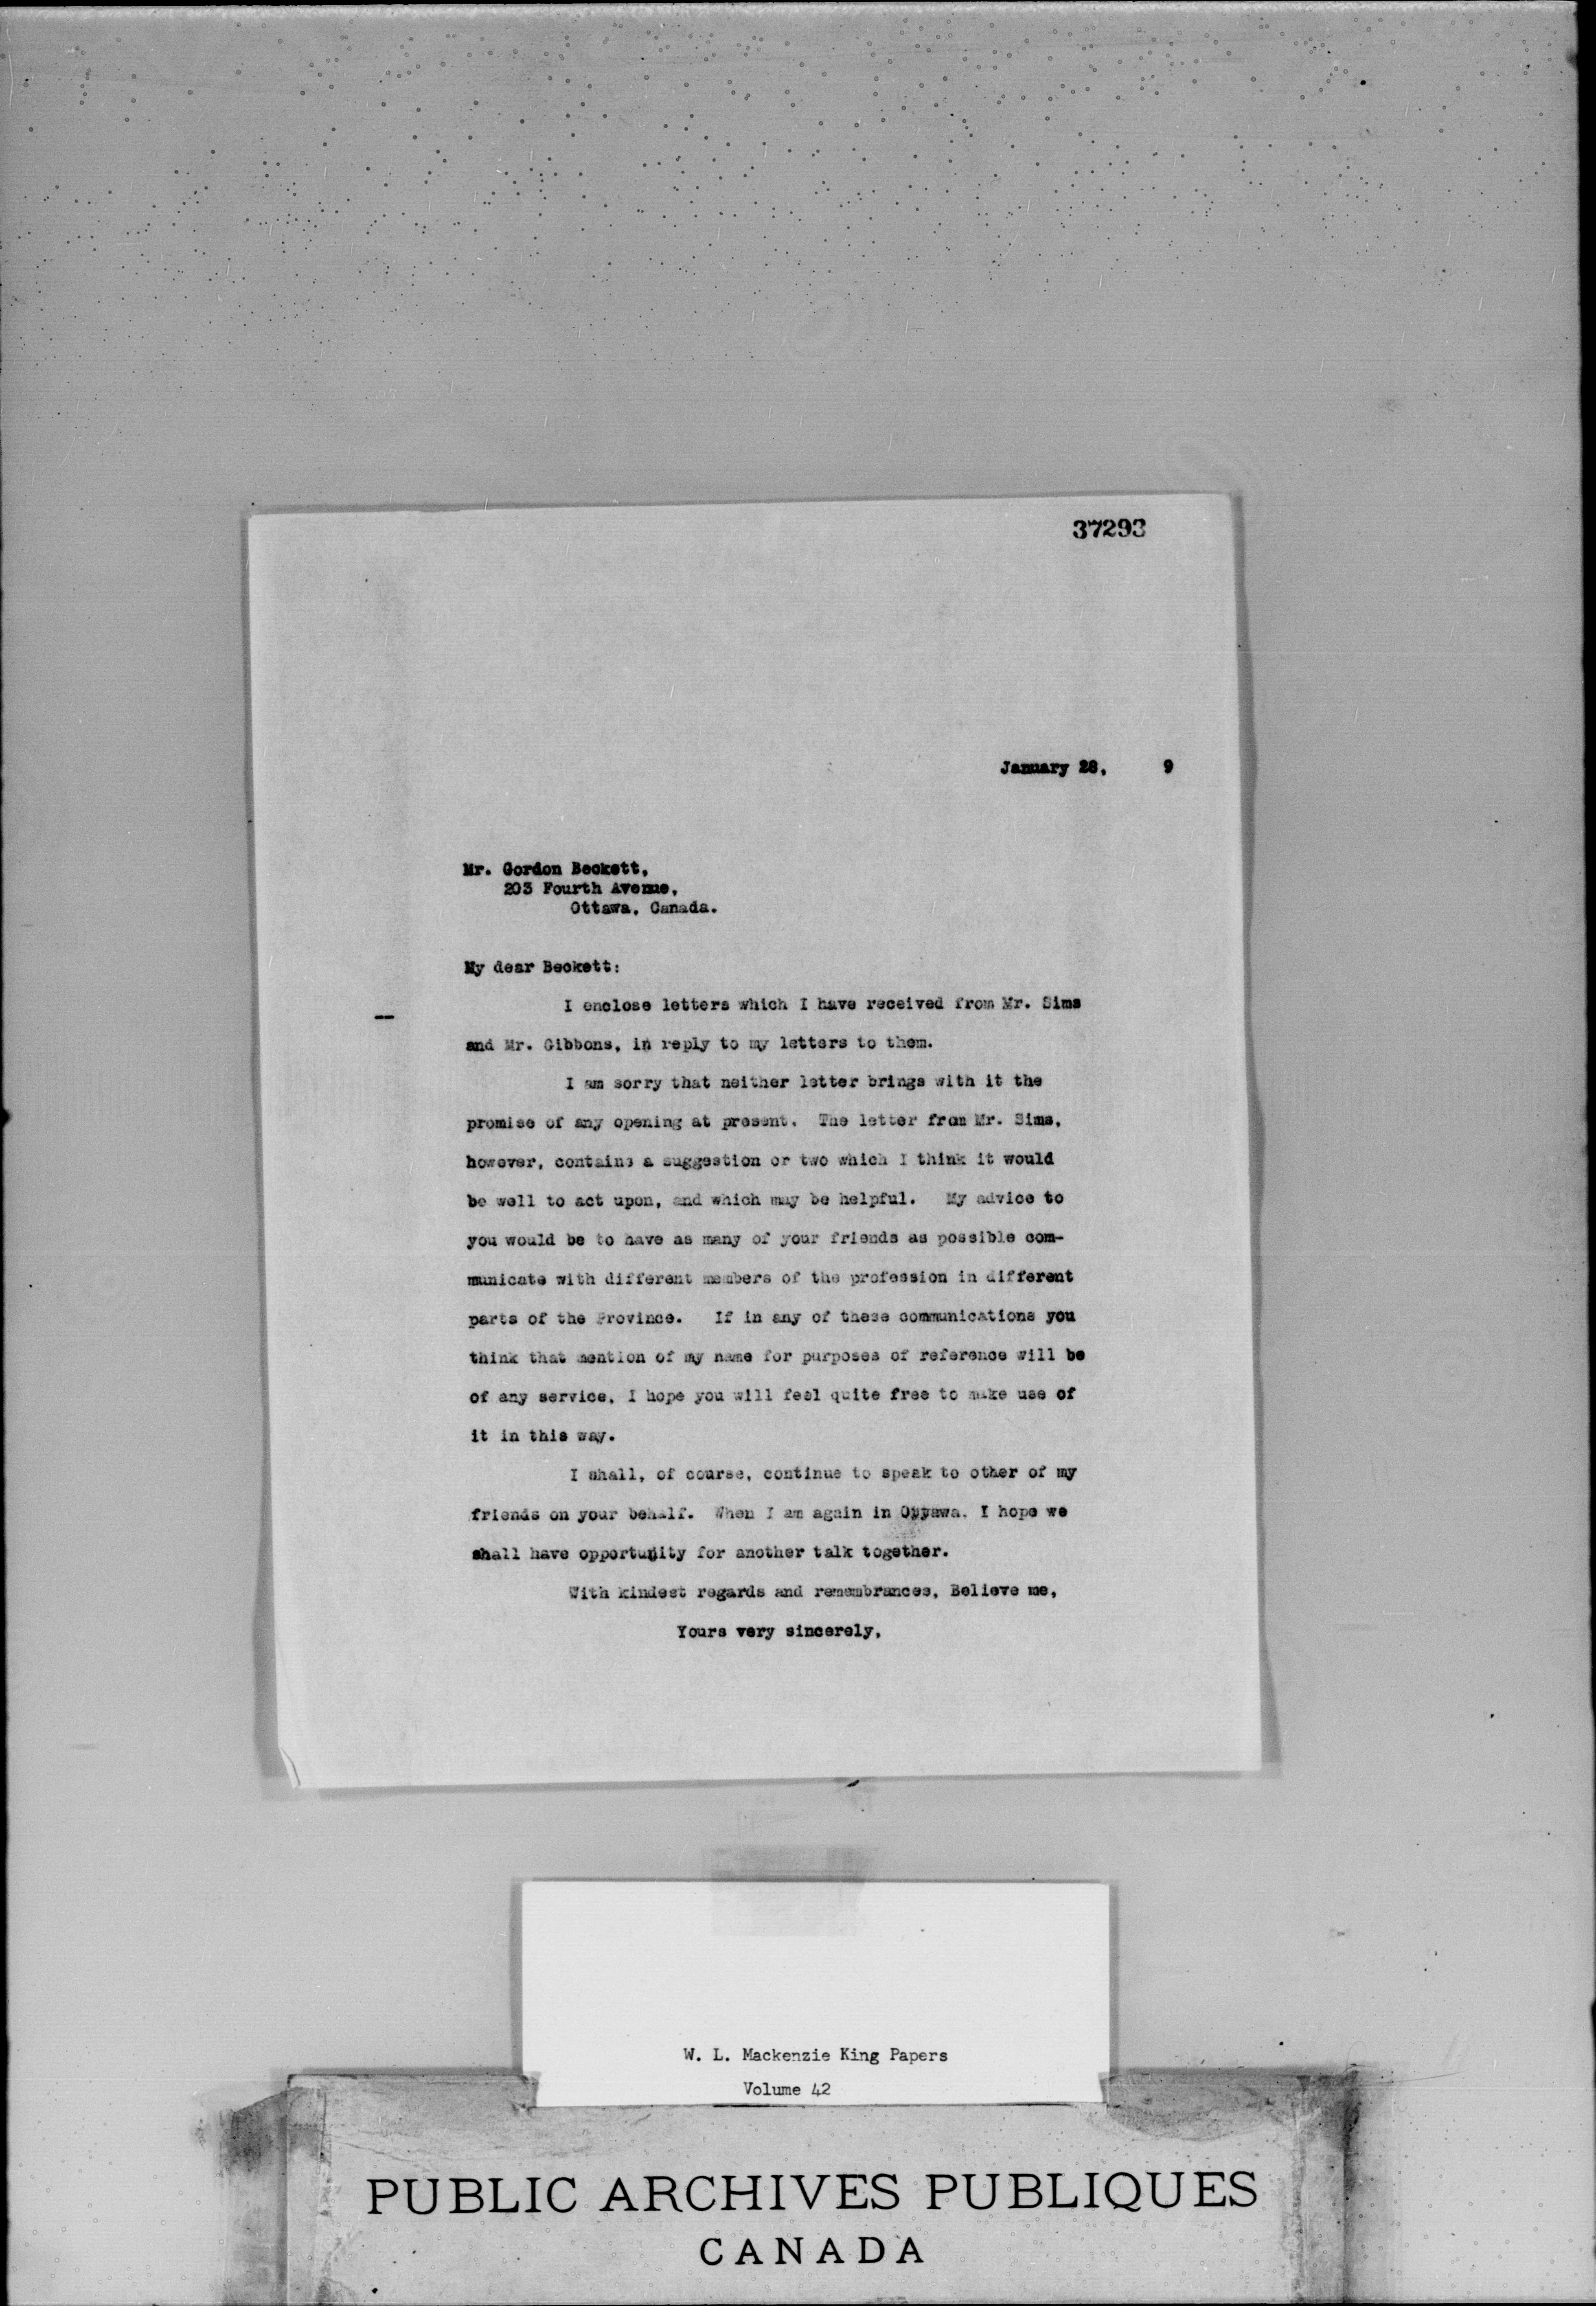 37293
January 28, 9
Mr. Gordon Beckett,
203 Fourth Avenue,
Ottawa, Canada.
My dear Beckett:
I enclose letters which I have received from Mr. Sims
and Mr. Gibbons, in reply to my letters to them.
I am sorry that neither letter brings with it the
promise of any opening at present. The letter from Mr. Sims,
however, contains a suggestion or two which I think it would
be well to act upon, and which may be helpful. My advice to
you would be to have as many of your friends as possible com-
municate with different members of the profession in different
parts of the Province. If in any of these communications you
think that mention of my name for purposes of reference will be
of any service, I hope you will feel quite free to make use of
it in this way.
I shall, of course, continue to speak to other of my
friends on your behalf. When I am again in Oyyawa, I hope we
shall have opportunity for another talk together.
With kindest regards and remembrances, Believe me,
Yours very sincerely,
W. L. Mackenzie King Papers
Volume 42
PUBLIC ARCHIVES PUBLIQUES
CANADA